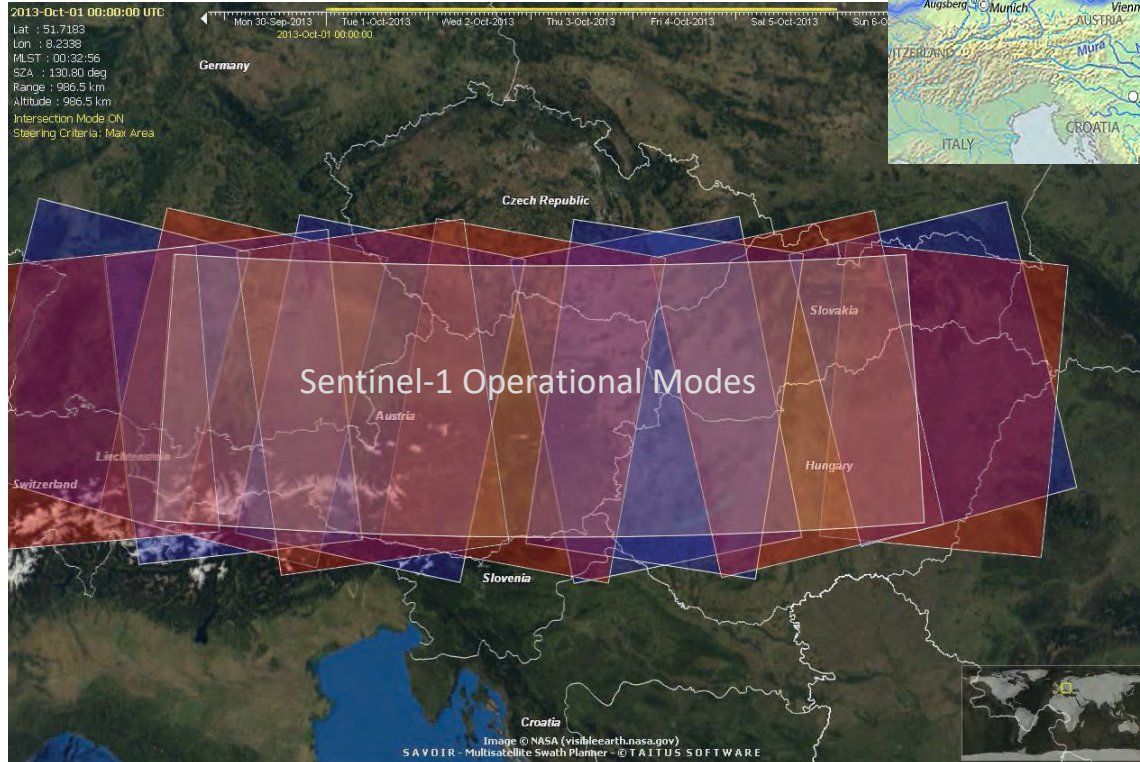 2013-Oct-01 00:00:00 UTC
Lat : 51.7183
Lon : 8.2338
MLST : 00:32:56
SZA : 130.80 deg
Range : 986.5 km
Altitude : 986.5 km
Intersection Mode ON
Steering Criteria: Max Area
Mon 30-Sep-2013 Tue 1-Oct-2013 Wed 2-Oct-2013 Thu 3-Oct-2013 Fri 4-Oct-2013 Sat 5-Oct-2013 Sun 6-O
2013-Oct-01 00:00:00
Augsberg Munich Vienn
AUSTRIA
ITZERLAND
Mura
CROATIA
ITALY
Germany
Czech Republic
Slovakia
Sentinel-1 Operational Modes
Austria
Liechtenstein
Hungary
Switzerland
Slovenia
Croatia
Image © NASA (visibleearth.nasa.gov)
SAVOIR - Multisatellite Swath Planner - © TAITUS SOFTWARE